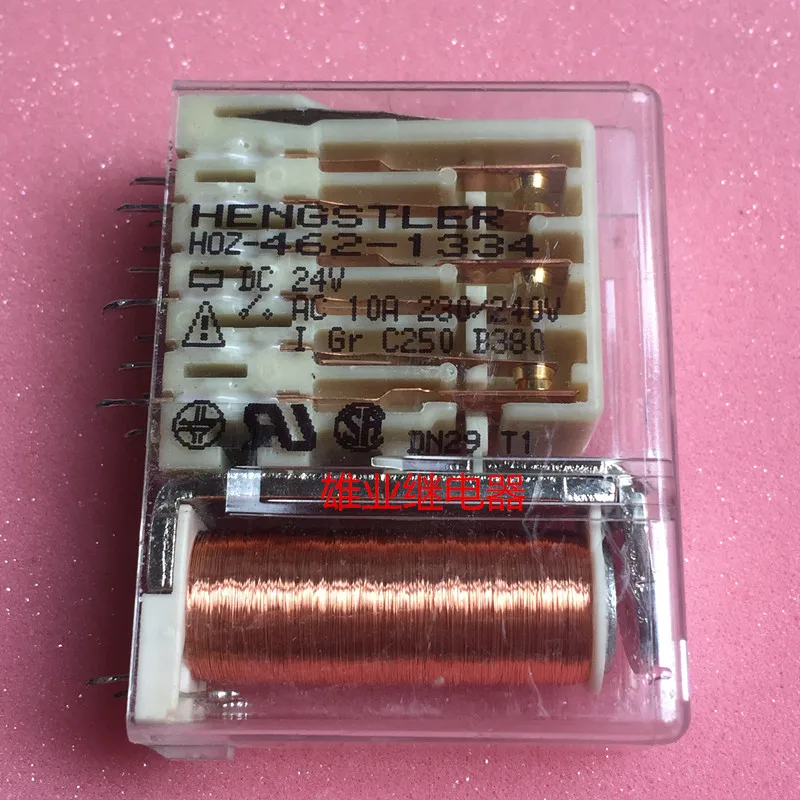 HENGSTLER
HOZ-462-1334
DC 24V
AC 10A 230/240V
I Gr C250 B380
DN29 T1
雄业继电器